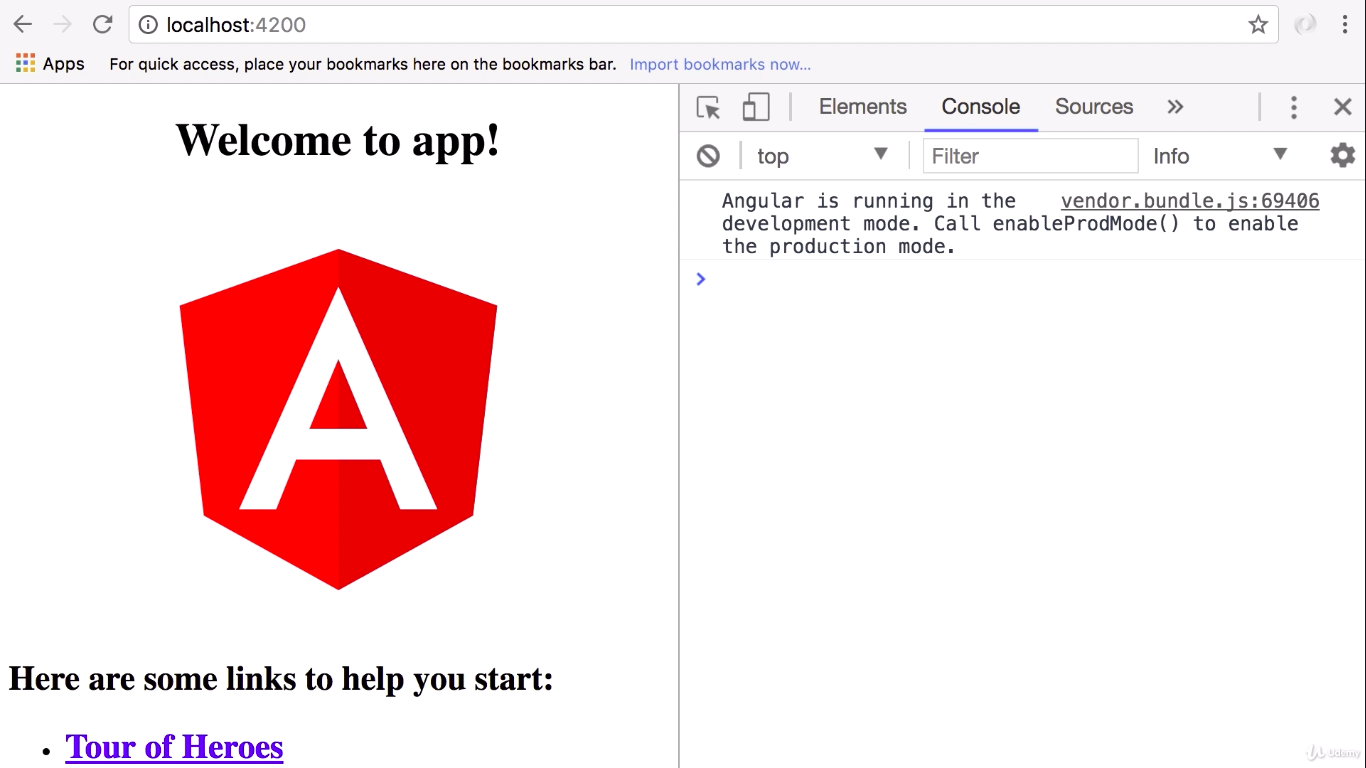 localhost:4200
Apps For quick access, place your bookmarks here on the bookmarks bar. Import bookmarks now...
Welcome to app!
A
Here are some links to help you start:
Tour of Heroes
Elements Console Sources
top Filter Info
Angular is running in the vendor.bundle.js:69406
development mode. Call enableProdMode() to enable
the production mode.
Udemy